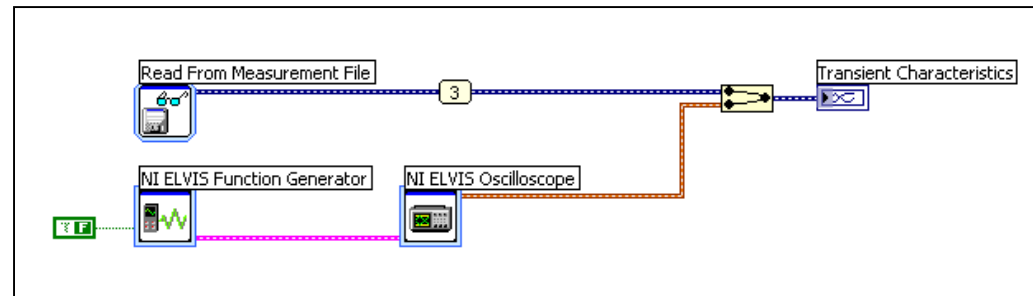 Read From Measurement File
3
Transient Characteristics
NI ELVIS Function Generator
NI ELVIS Oscilloscope
F